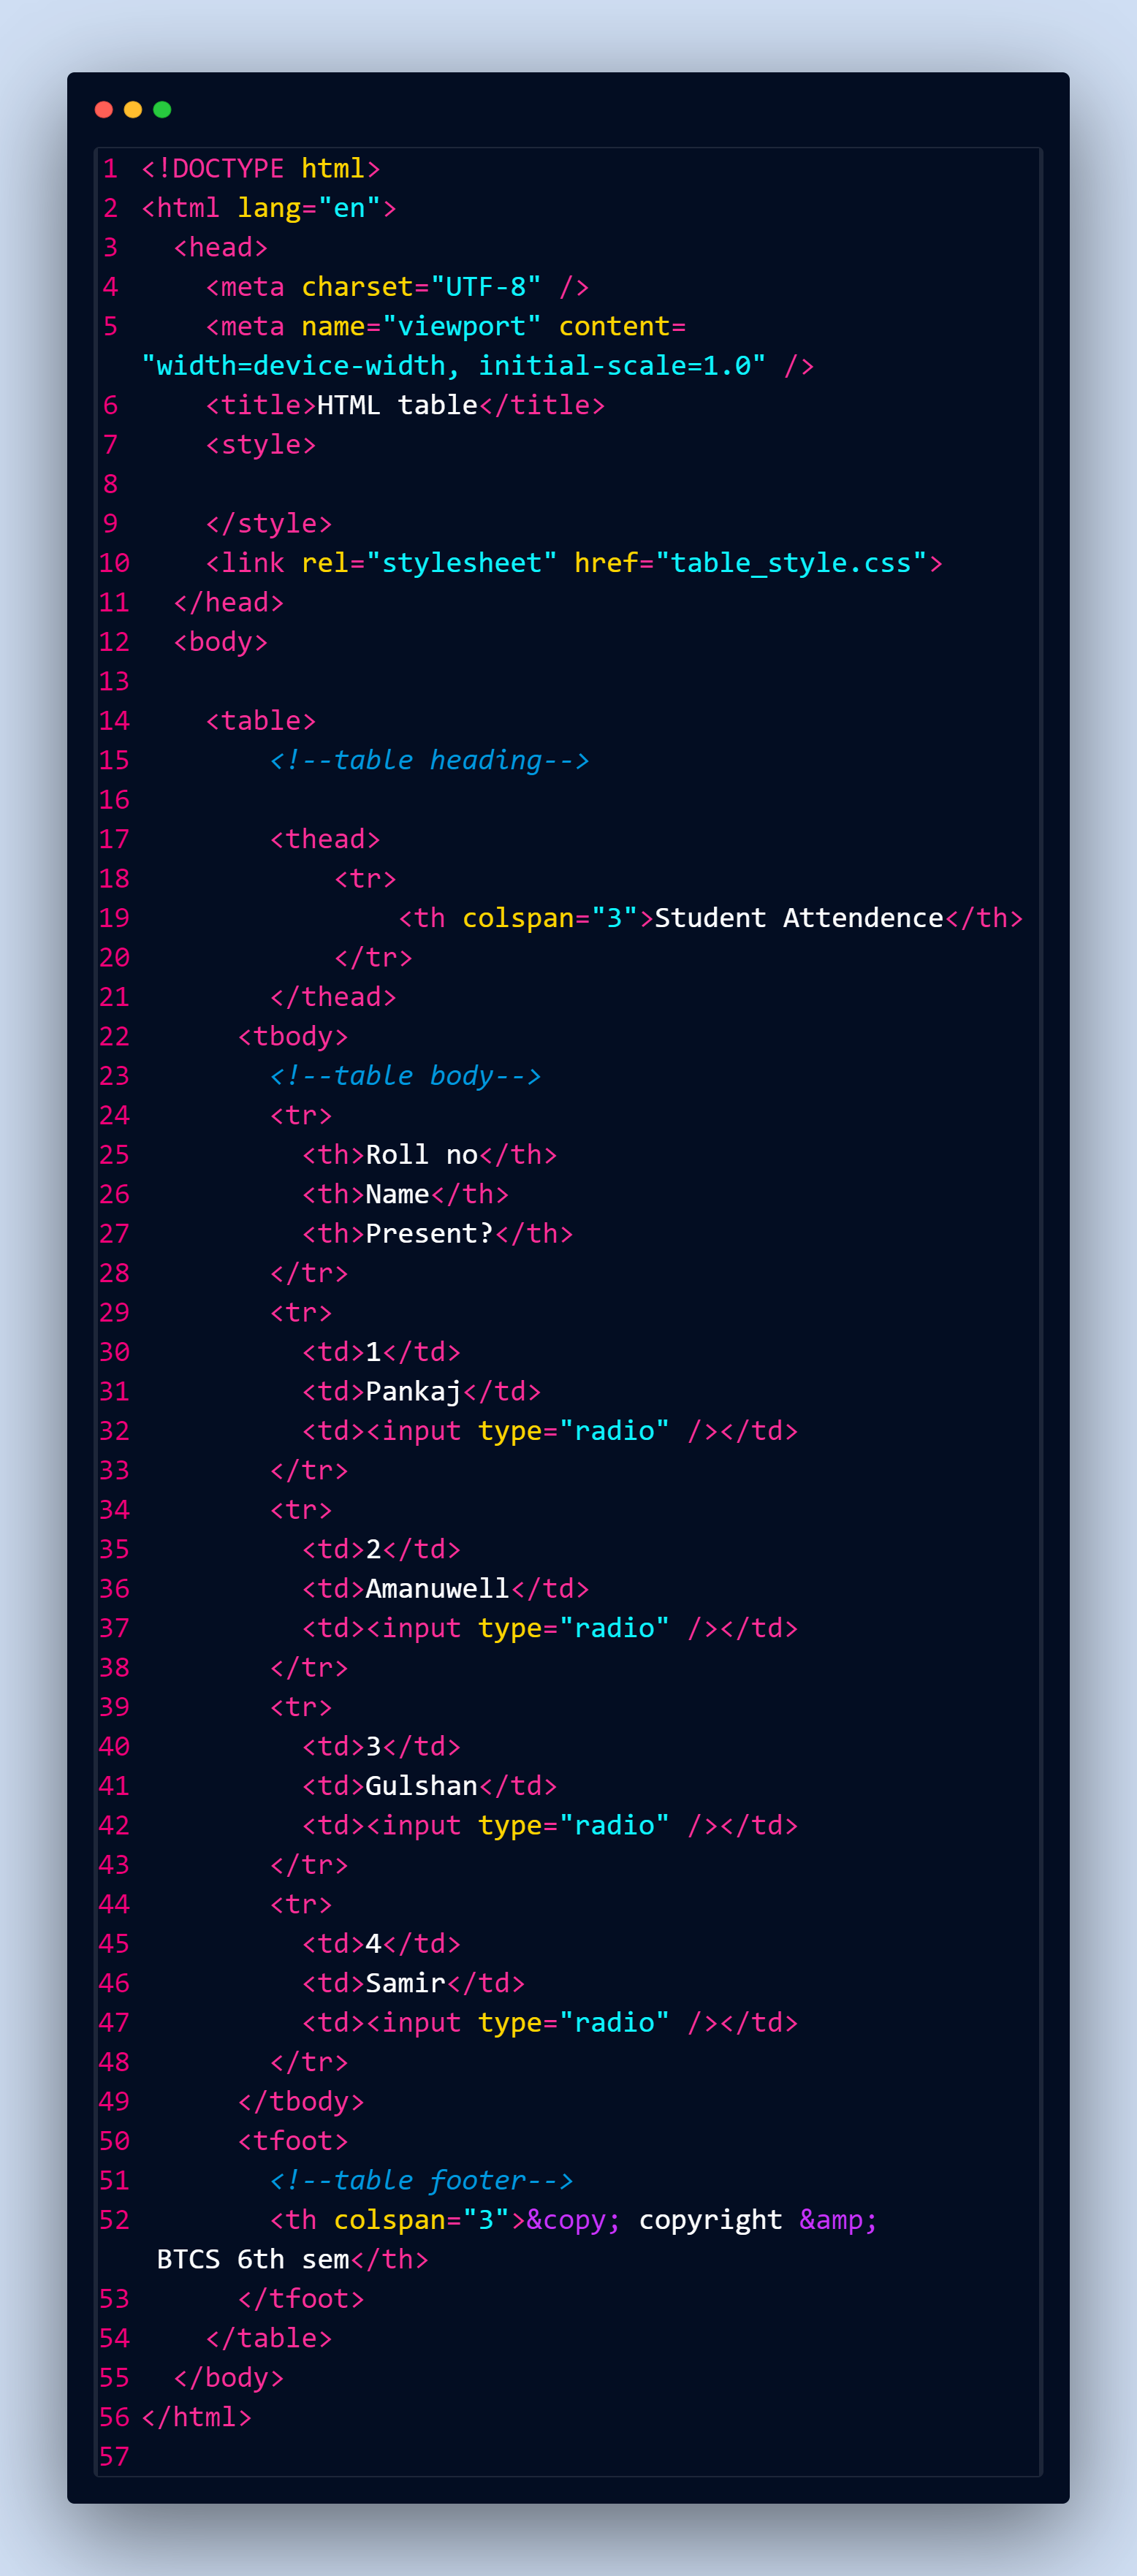 1 <!DOCTYPE html>
2 <html lang="en">
3   <head>
4     <meta charset="UTF-8" />
5     <meta name="viewport" content=
"width=device-width, initial-scale=1.0" />
6     <title>HTML table</title>
7     <style>
8
9     </style>
10     <link rel="stylesheet" href="table_style.css">
11   </head>
12   <body>
13
14     <table>
15         <!--table heading-->
16
17         <thead>
18             <tr>
19                 <th colspan="3">Student Attendence</th>
20             </tr>
21         </thead>
22       <tbody>
23         <!--table body-->
24         <tr>
25           <th>Roll no</th>
26           <th>Name</th>
27           <th>Present?</th>
28         </tr>
29         <tr>
30           <td>1</td>
31           <td>Pankaj</td>
32           <td><input type="radio" /></td>
33         </tr>
34         <tr>
35           <td>2</td>
36           <td>Amanuwell</td>
37           <td><input type="radio" /></td>
38         </tr>
39         <tr>
40           <td>3</td>
41           <td>Gulshan</td>
42           <td><input type="radio" /></td>
43         </tr>
44         <tr>
45           <td>4</td>
46           <td>Samir</td>
47           <td><input type="radio" /></td>
48         </tr>
49       </tbody>
50       <tfoot>
51         <!--table footer-->
52         <th colspan="3">&copy; copyright &amp;
 BTCS 6th sem</th>
53       </tfoot>
54     </table>
55   </body>
56 </html>
57